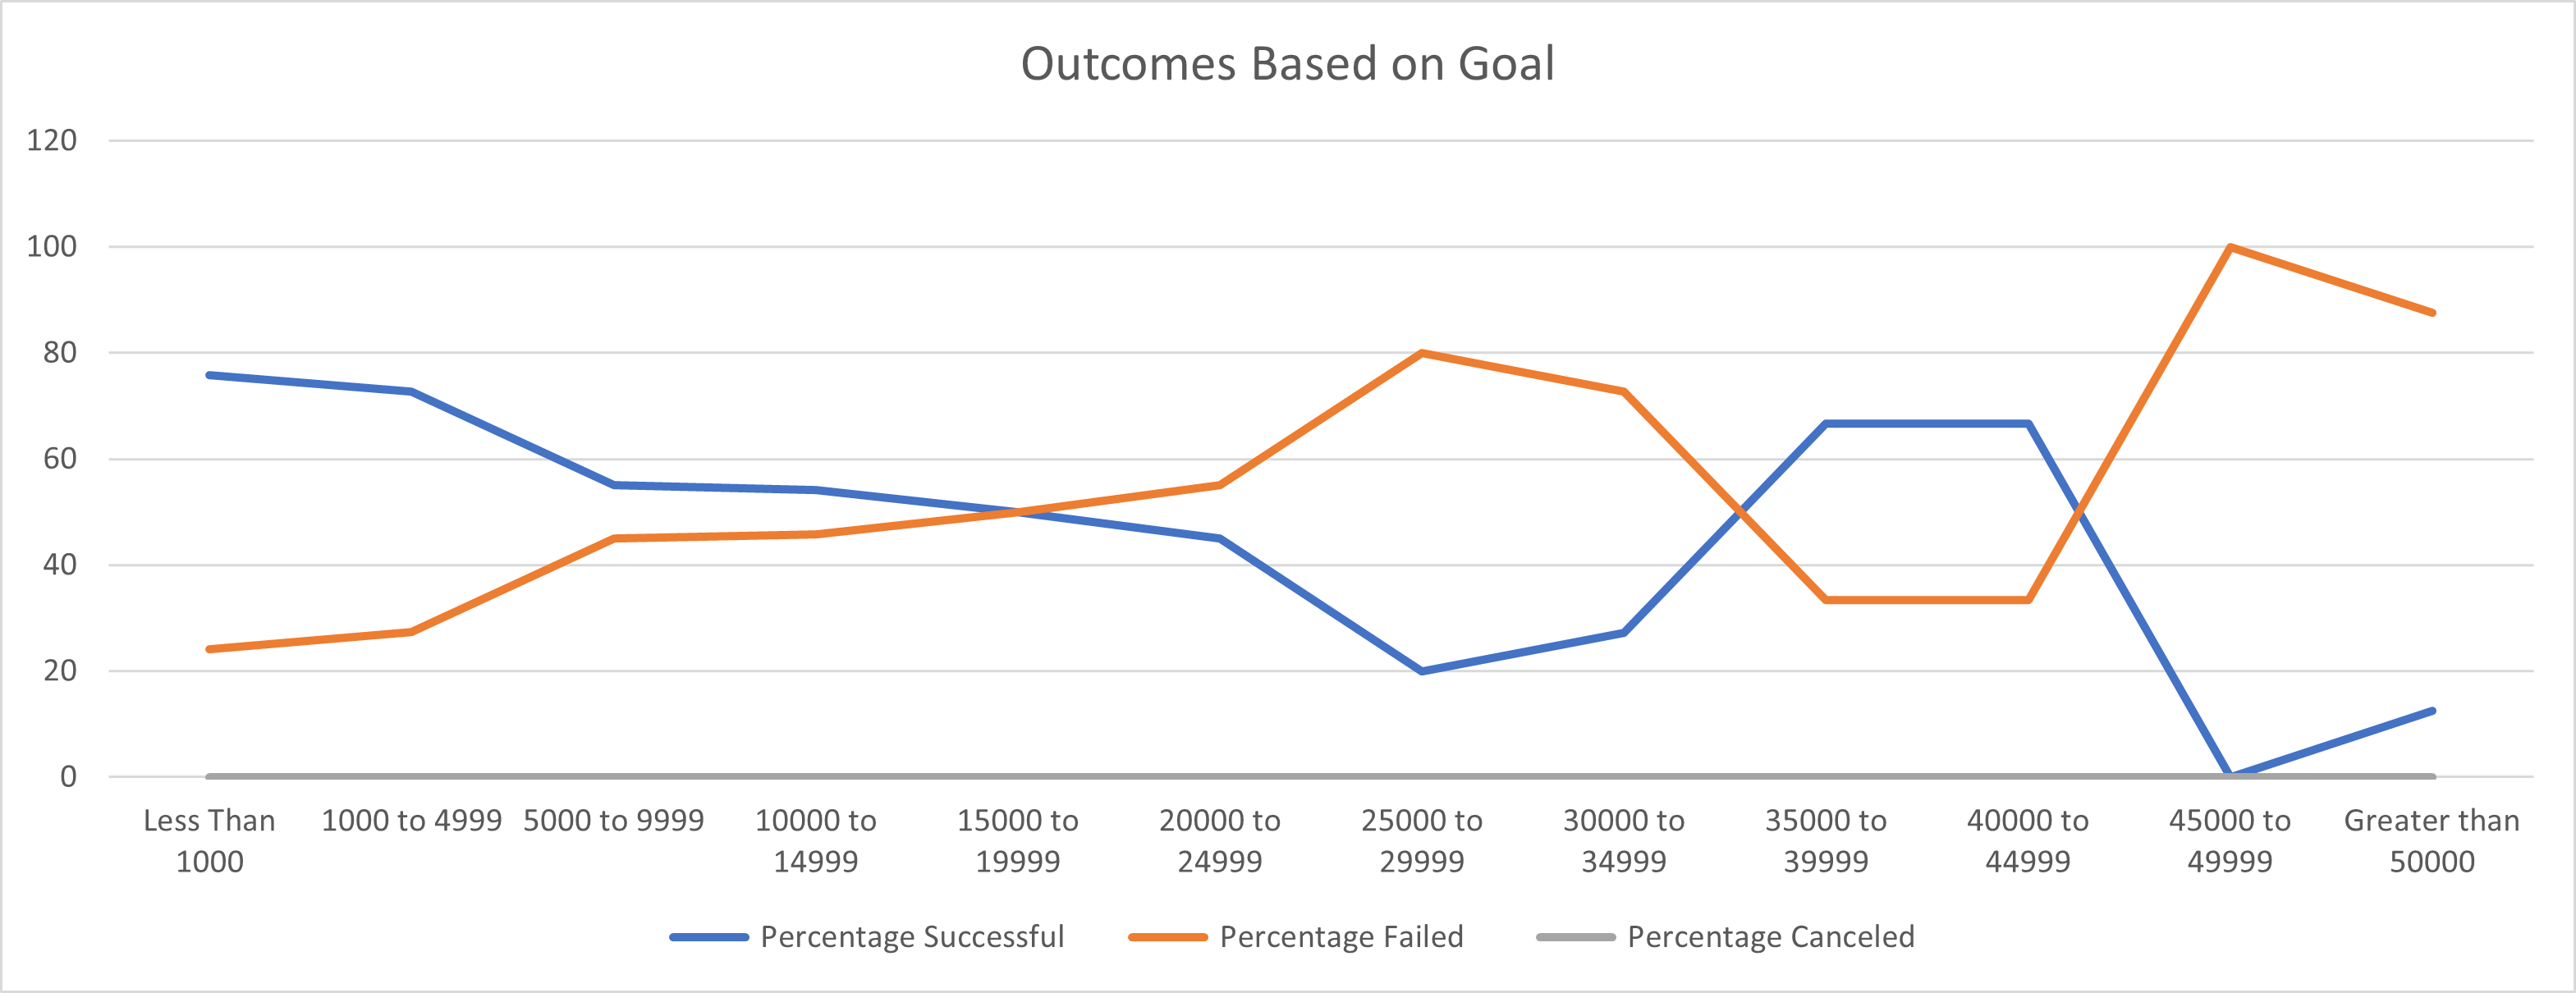 Outcomes Based on Goal
120
100
80
60
40
20
0
Less Than
1000
1000 to 4999
5000 to 9999
10000 to
14999
15000 to
19999
20000 to
24999
25000 to
29999
30000 to
34999
35000 to
39999
40000 to
44999
45000 to
49999
Greater than
50000
Percentage Successful
Percentage Failed
Percentage Canceled